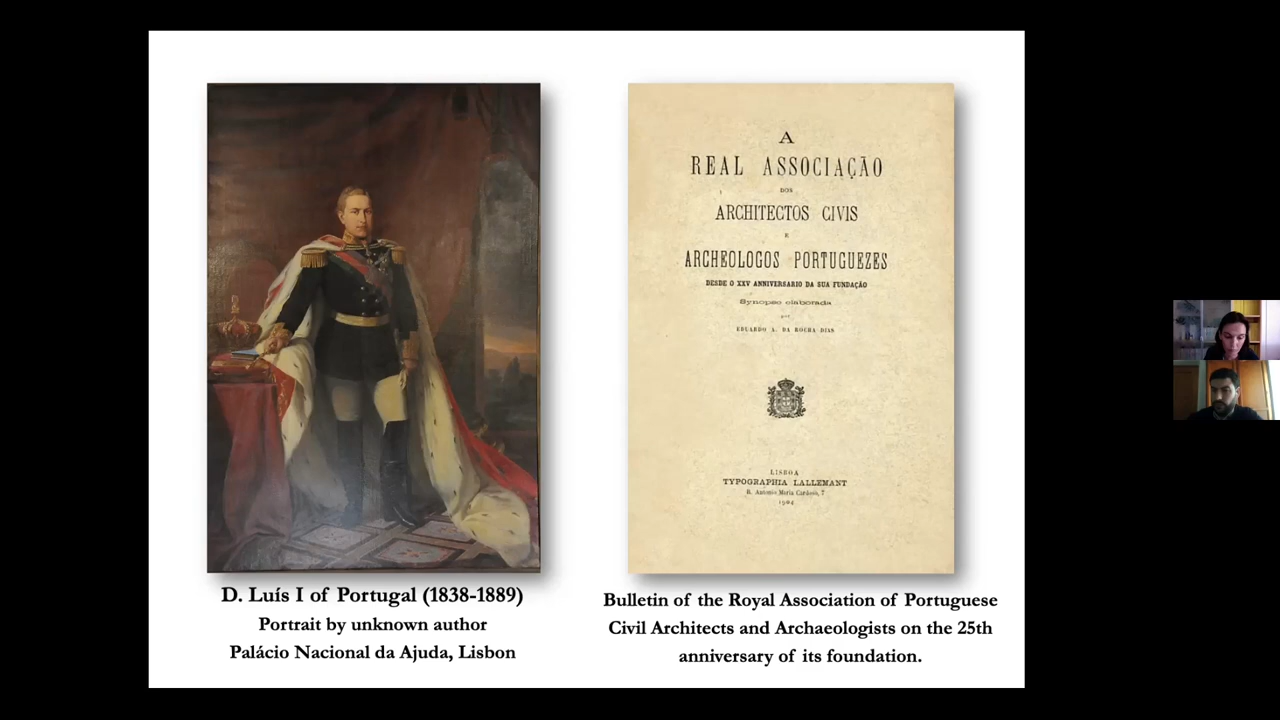 D. Luís I of Portugal (1838-1889)
Portrait by unknown author
Palácio Nacional da Ajuda, Lisbon
A
REAL ASSOCIAÇÃO
DOS
ARCHITECTOS CIVIS
E
ARCHEOLOGOS PORTUGUEZES
DESDE O XXV ANNIVERSARIO DA SUA FUNDAÇÃO
Synopse elaborada
por
EDUARDO A. DA ROCHA DIAS
LISBOA
TYPOGRAPHIA LALLEMANT
R. Antonio Maria Cardoso, 7
1904
Bulletin of the Royal Association of Portuguese
Civil Architects and Archaeologists on the 25th
anniversary of its foundation.